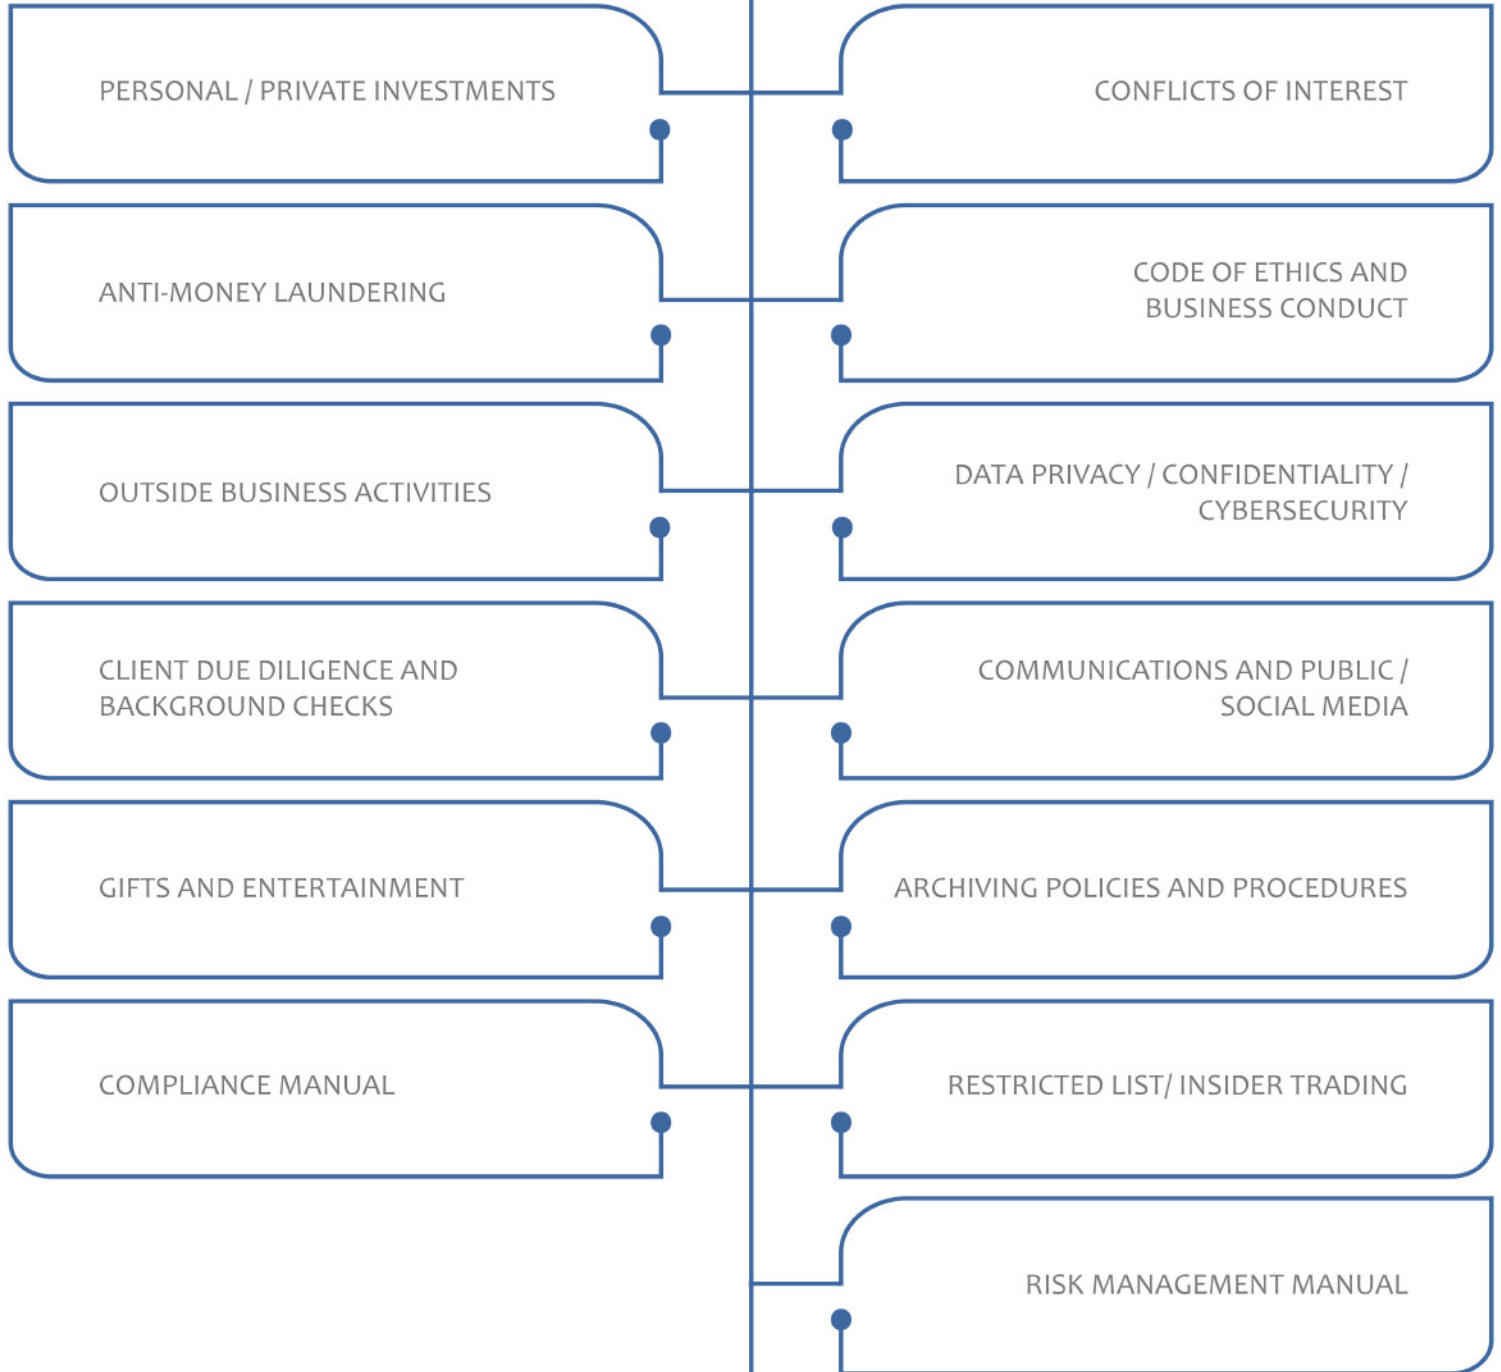 PERSONAL / PRIVATE INVESTMENTS
CONFLICTS OF INTEREST
ANTI-MONEY LAUNDERING
CODE OF ETHICS AND
BUSINESS CONDUCT
OUTSIDE BUSINESS ACTIVITIES
DATA PRIVACY / CONFIDENTIALITY /
CYBERSECURITY
CLIENT DUE DILIGENCE AND
BACKGROUND CHECKS
COMMUNICATIONS AND PUBLIC /
SOCIAL MEDIA
GIFTS AND ENTERTAINMENT
ARCHIVING POLICIES AND PROCEDURES
COMPLIANCE MANUAL
RESTRICTED LIST/ INSIDER TRADING
RISK MANAGEMENT MANUAL